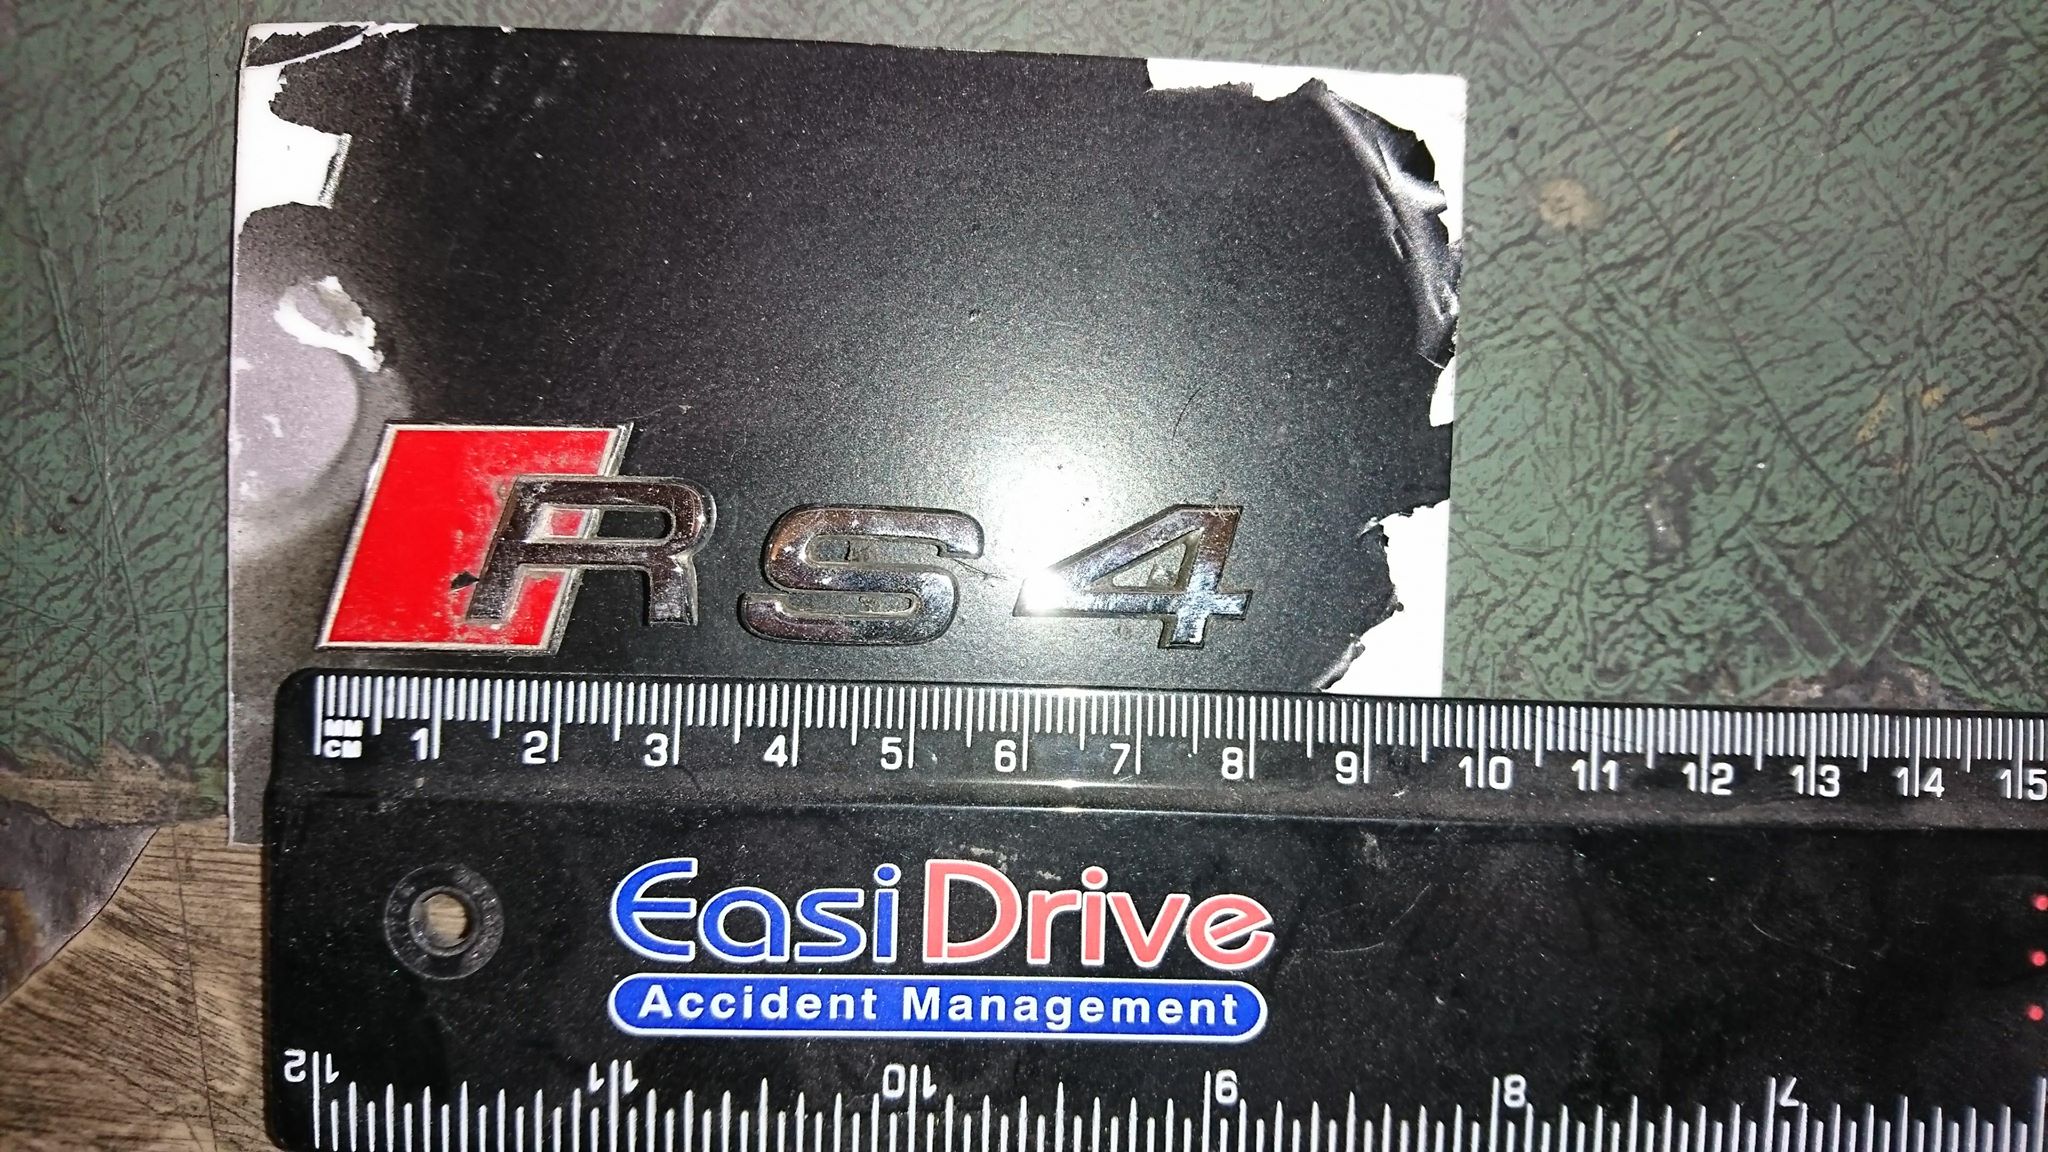 RS4
MM
CM 1 2 3 4 5 6 7 8 9 10 11 12 13 14 15
Easi Drive
Accident Management
12 11 10 9 8 7